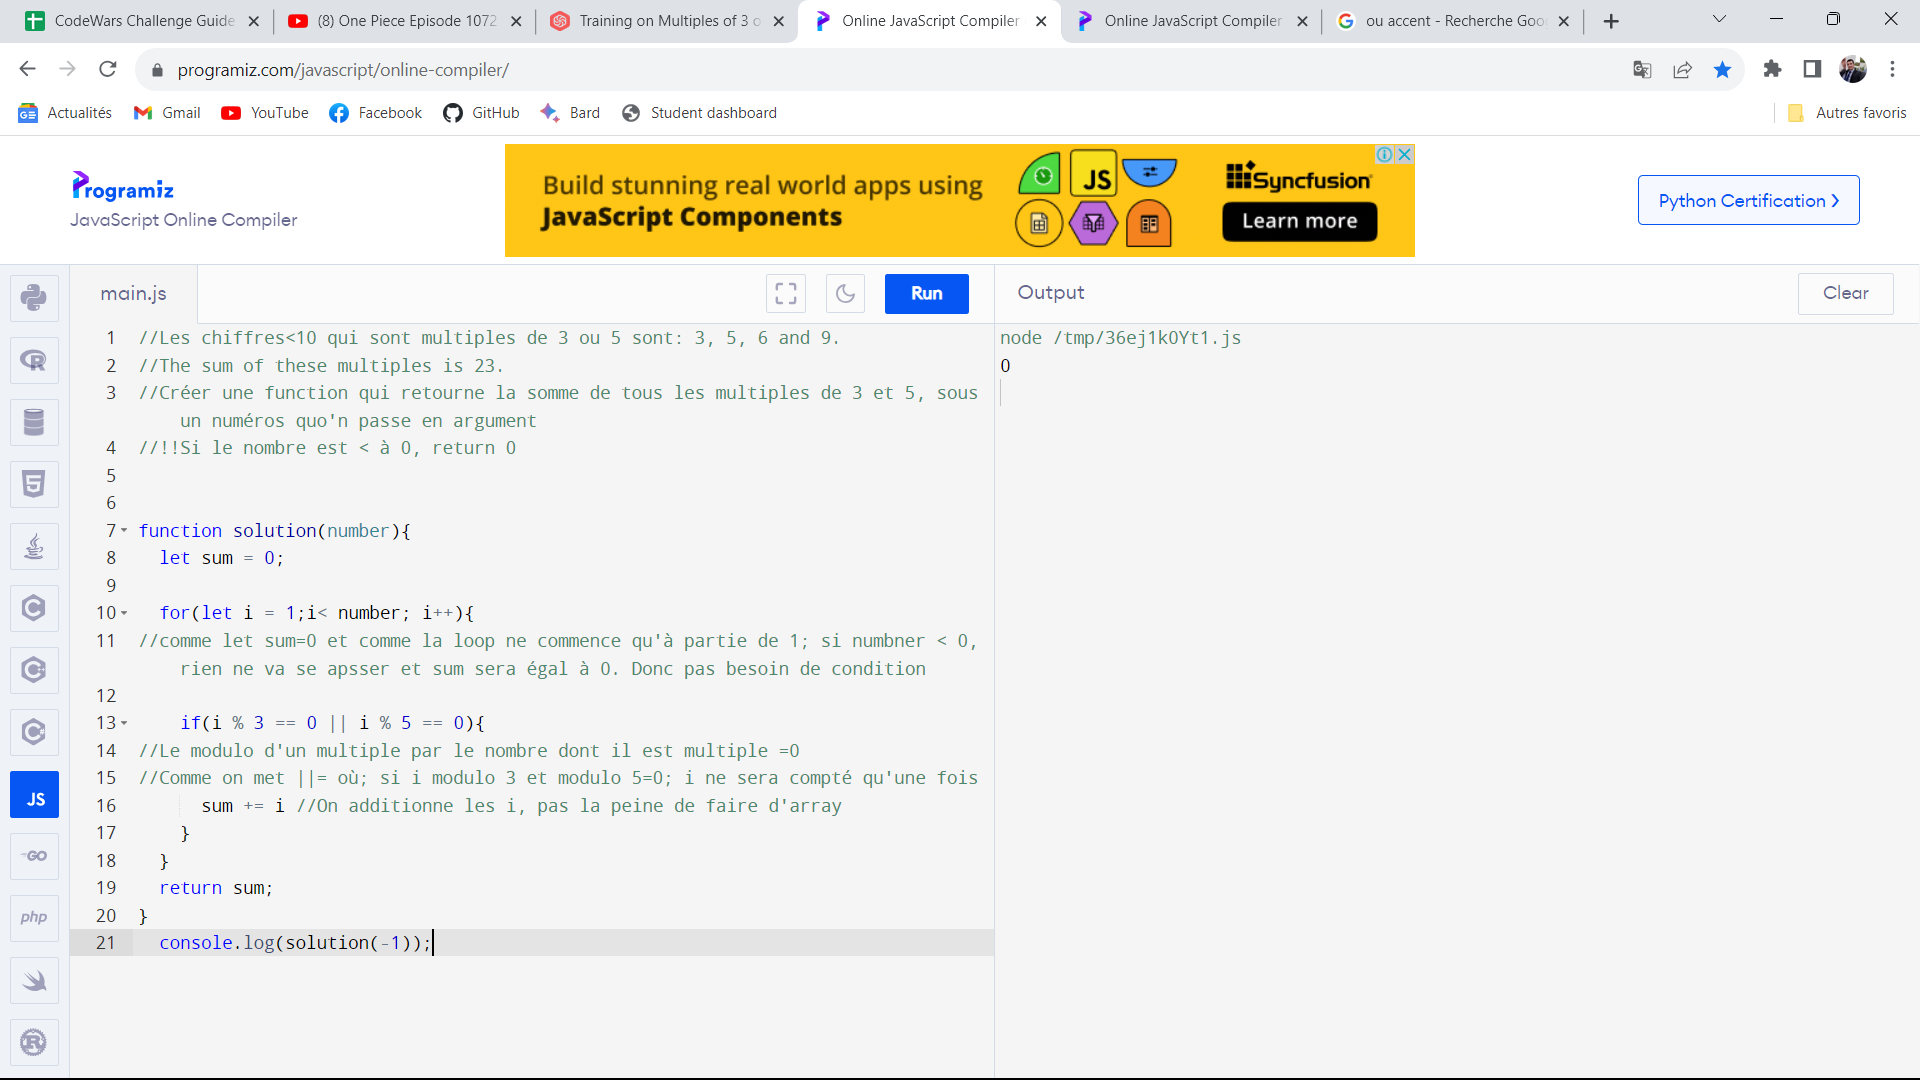 CodeWars Challenge Guide
(8) One Piece Episode 1072
Training on Multiples of 3 o
Online JavaScript Compiler
Online JavaScript Compiler
ou accent - Recherche Goo
programiz.com/javascript/online-compiler/
Actualités
Gmail
YouTube
Facebook
GitHub
Bard
Student dashboard
Autres favoris
Programiz
JavaScript Online Compiler
Build stunning real world apps using
JavaScript Components
JS
Syncfusion
Learn more
Python Certification >
main.js
Run
Output
Clear
1 //Les chiffres<10 qui sont multiples de 3 ou 5 sont: 3, 5, 6 and 9.
2 //The sum of these multiples is 23.
3 //Créer une function qui retourne la somme de tous les multiples de 3 et 5, sous
un numéros quo'n passe en argument
4 //!!Si le nombre est < à 0, return 0
5
6
7 function solution(number){
8 let sum = 0;
9
10 for(let i = 1;i< number; i++){
11 //comme let sum=0 et comme la loop ne commence qu'à partie de 1; si numbner < 0,
rien ne va se apsser et sum sera égal à 0. Donc pas besoin de condition
12
13 if(i % 3 == 0 || i % 5 == 0){
14 //Le modulo d'un multiple par le nombre dont il est multiple =0
15 //Comme on met ||= où; si i modulo 3 et modulo 5=0; i ne sera compté qu'une fois
16 sum += i //On additionne les i, pas la peine de faire d'array
17 }
18 }
19 return sum;
20 }
21 console.log(solution(-1));
node /tmp/36ej1kOYt1.js
0
JS
GO
php